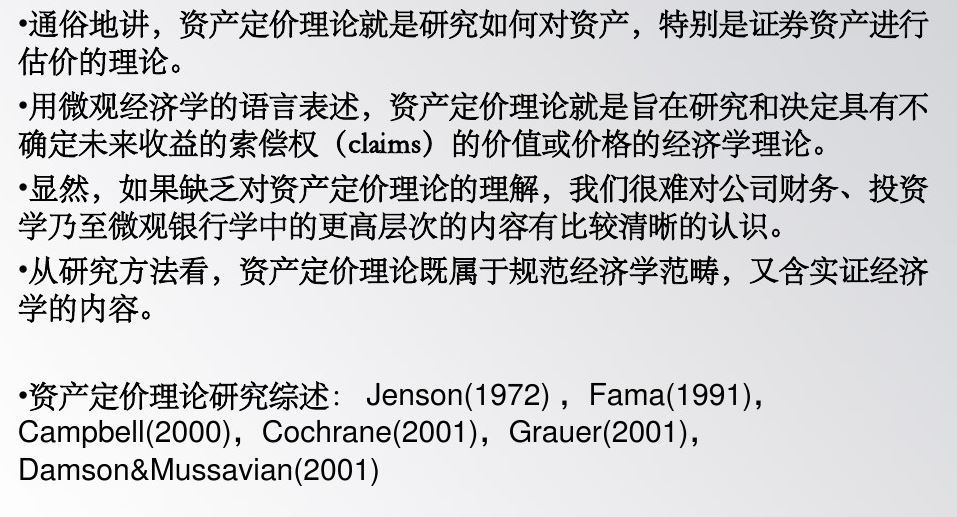 •通俗地讲，资产定价理论就是研究如何对资产，特别是证券资产进行
估价的理论。
•用微观经济学的语言表述，资产定价理论就是旨在研究和决定具有不
确定未来收益的索偿权（claims）的价值或价格的经济学理论。
•显然，如果缺乏对资产定价理论的理解，我们很难对公司财务、投资
学乃至微观银行学中的更高层次的内容有比较清晰的认识。
•从研究方法看，资产定价理论既属于规范经济学范畴，又含实证经济
学的内容。
•资产定价理论研究综述： Jenson(1972) ，Fama(1991)，
Campbell(2000)，Cochrane(2001)，Grauer(2001)，
Damson&Mussavian(2001)